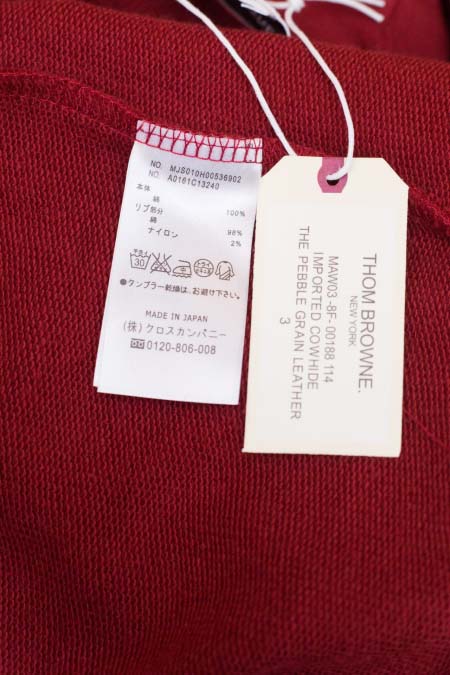 NO. MJS010H00536902
NO. A0161C13240
本体
綿 100%
リブ部分
綿 98%
ナイロン 2%
30
●タンブラー乾燥は、お避け下さい。
MADE IN JAPAN
(株)クロスカンパニー
0120-806-008
THOM BROWNE.
NEW YORK
MAW03-8F-00188 114
IMPORTED COWHIDE
THE PEBBLE GRAIN LEATHER
3